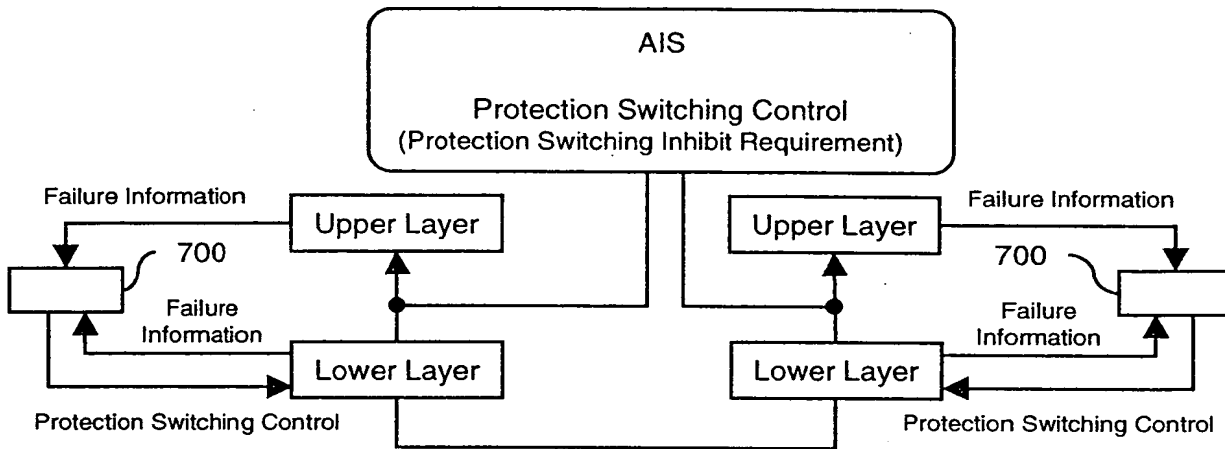 AIS
Protection Switching Control
(Protection Switching Inhibit Requirement)
Failure Information
Upper Layer
Upper Layer
Failure Information
700
700
Failure
Information
Failure
Information
Lower Layer
Lower Layer
Protection Switching Control
Protection Switching Control